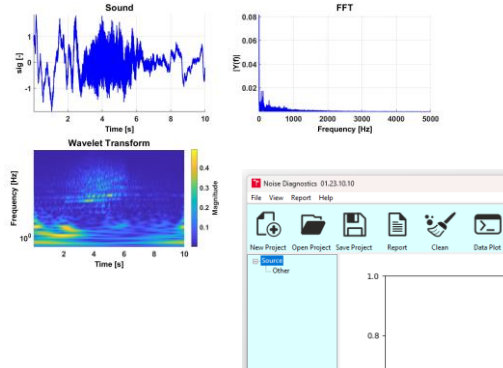 Sound
sig [-]
1
0
-1
2
4
6
8
10
Time [s]
FFT
|Y(f)|
0.08
0.06
0.04
0.02
0
1000
2000
3000
4000
5000
Frequency [Hz]
Wavelet Transform
Frequency [Hz]
10⁰
2
4
6
8
10
Time [s]
0.4
0.3
0.2
0.1
Magnitude
Noise Diagnostics 01.23.10.10
File View Report Help
New Project Open Project Save Project Report Clean Data Plot
Source
Other
1.0
0.8